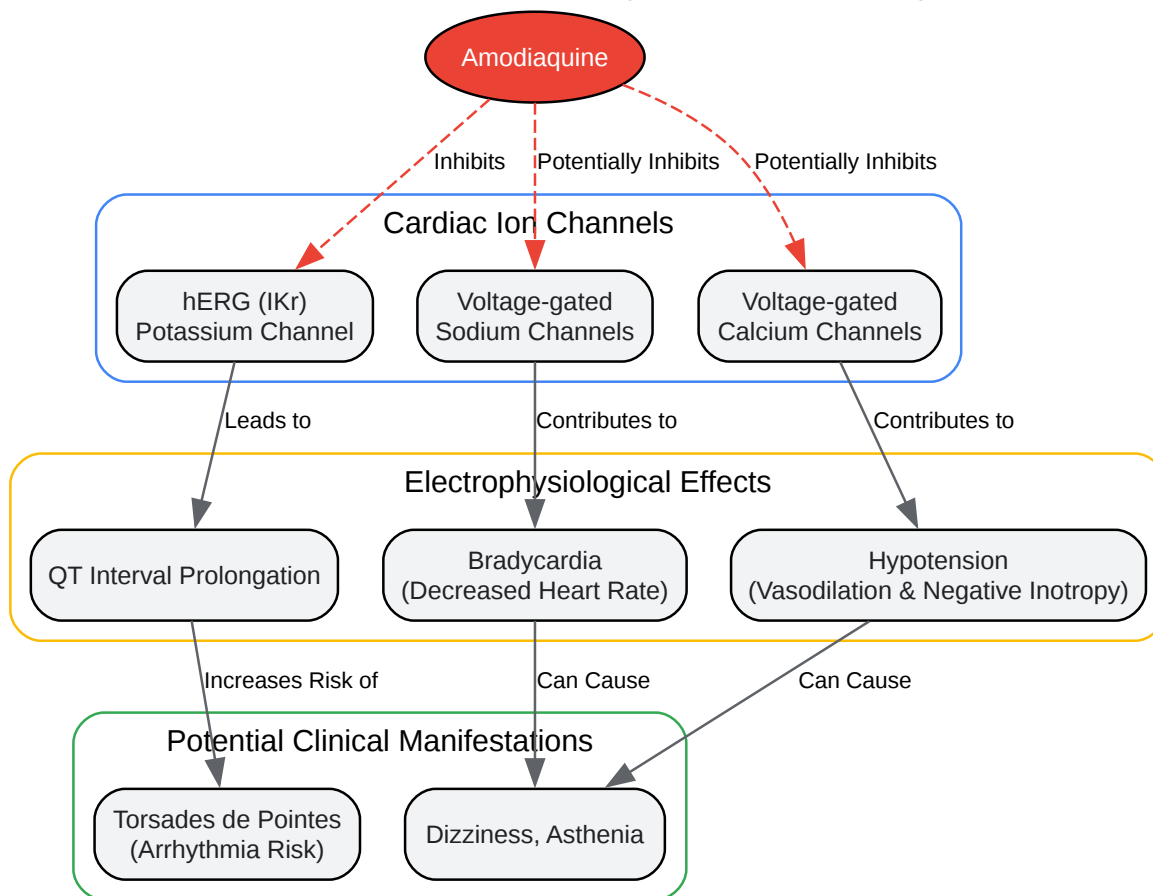 Amodiaquine
Inhibits
Potentially Inhibits
Potentially Inhibits
Cardiac Ion Channels
hERG (IKr)
Potassium Channel
Voltage-gated
Sodium Channels
Voltage-gated
Calcium Channels
Leads to
Contributes to
Contributes to
Electrophysiological Effects
QT Interval Prolongation
Bradycardia
(Decreased Heart Rate)
Hypotension
(Vasodilation & Negative Inotropy)
Increases Risk of
Can Cause
Can Cause
Potential Clinical Manifestations
Torsades de Pointes
(Arrhythmia Risk)
Dizziness, Asthenia